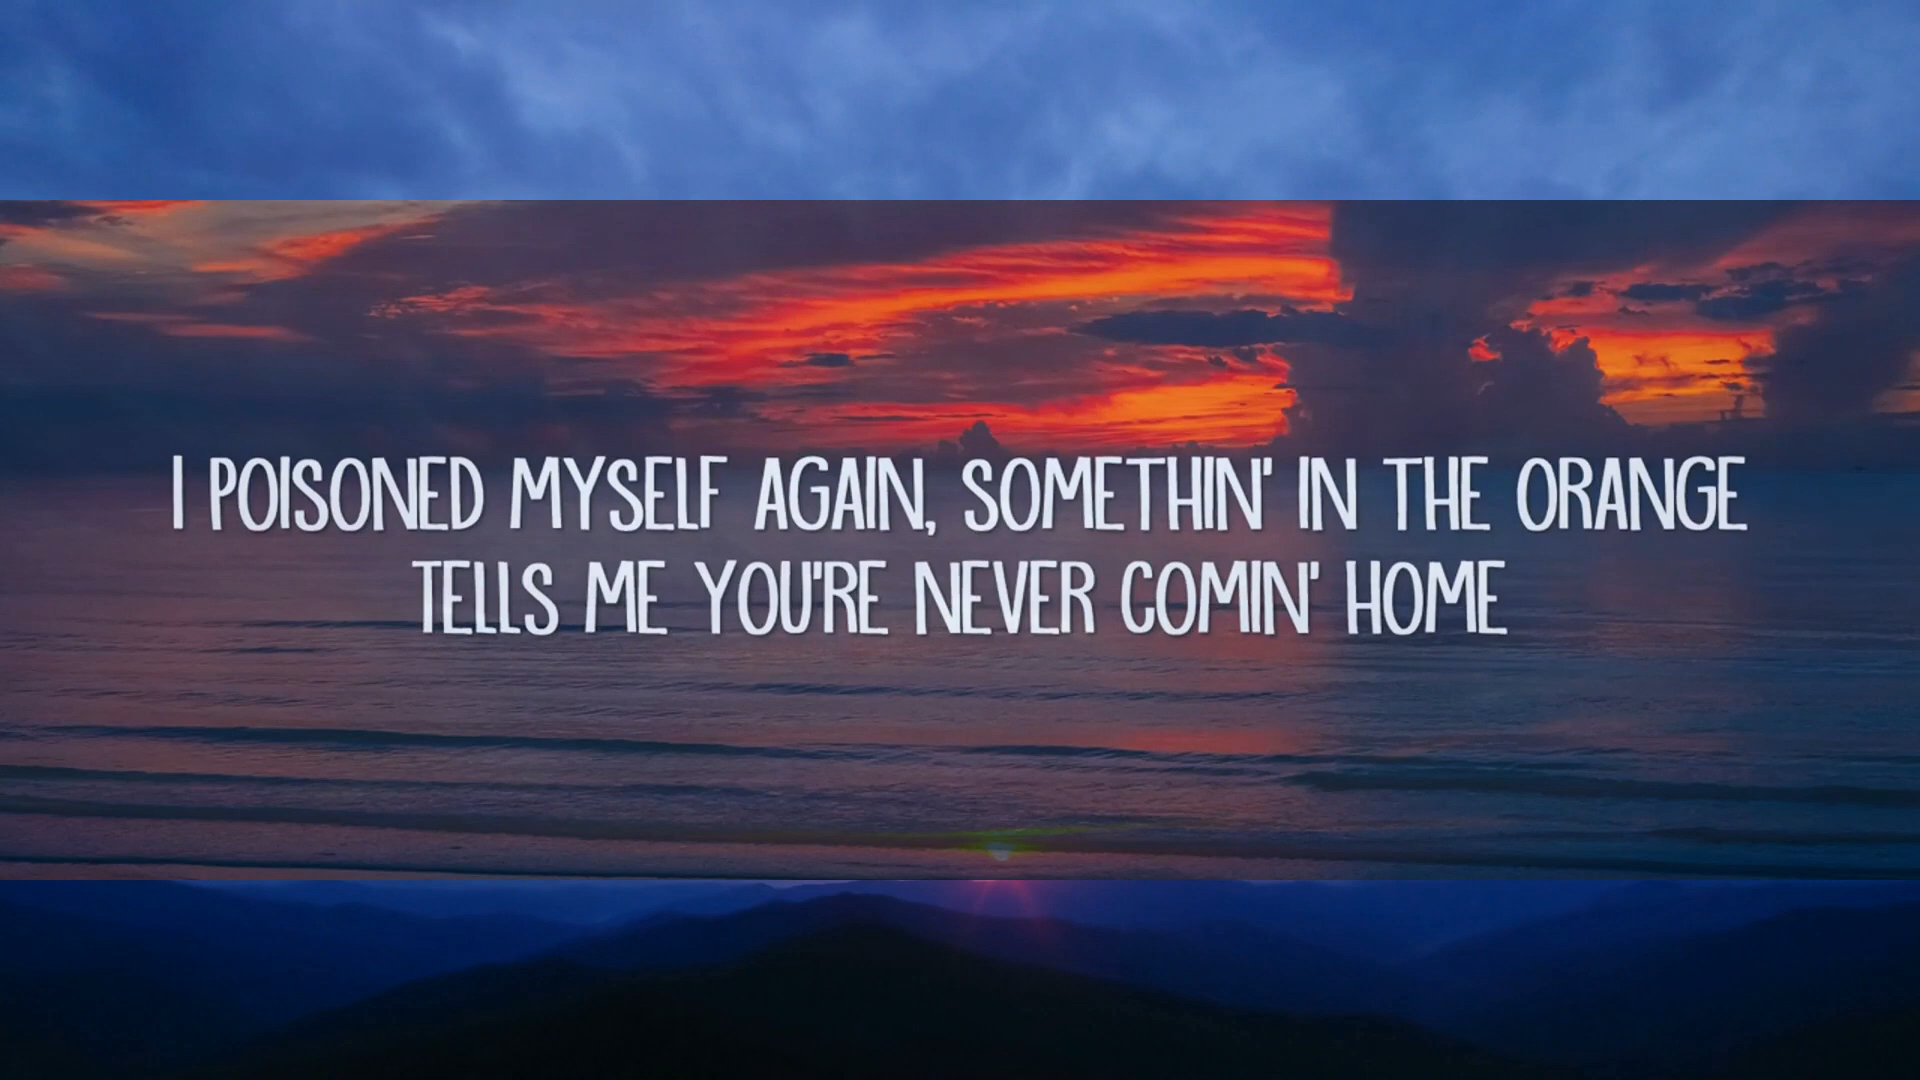 I POISONED MYSELF AGAIN, SOMETHIN' IN THE ORANGE
TELLS ME YOU'RE NEVER COMIN' HOME